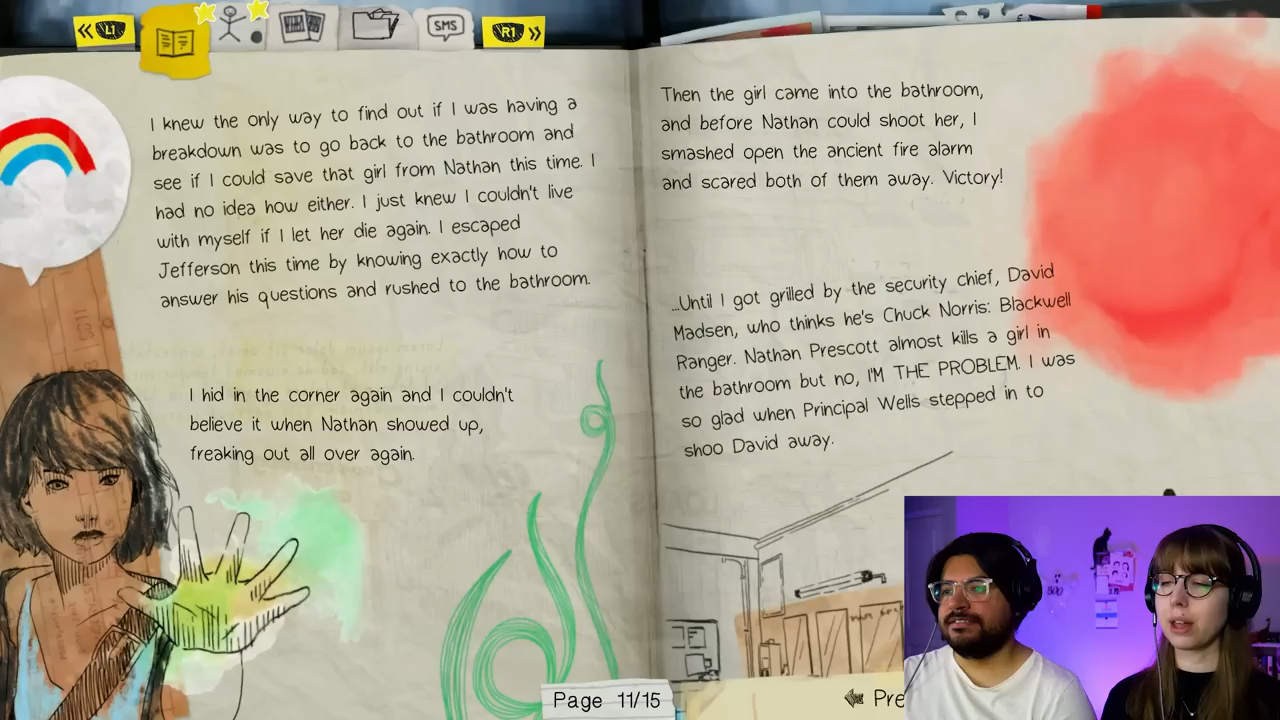 L1
SMS
R1
I knew the only way to find out if I was having a
breakdown was to go back to the bathroom and
see if I could save that girl from Nathan this time. I
had no idea how either. I just knew I couldn't live
with myself if I let her die again. I escaped
Jefferson this time by knowing exactly how to
answer his questions and rushed to the bathroom.
I hid in the corner again and I couldn't
believe it when Nathan showed up,
freaking out all over again.
Then the girl came into the bathroom,
and before Nathan could shoot her, I
smashed open the ancient fire alarm
and scared both of them away. Victory!
...Until I got grilled by the security chief, David
Madsen, who thinks he's Chuck Norris: Blackwell
Ranger. Nathan Prescott almost kills a girl in
the bathroom but no, I'M THE PROBLEM. I was
so glad when Principal Wells stepped in to
shoo David away.
Page 11/15
Pre